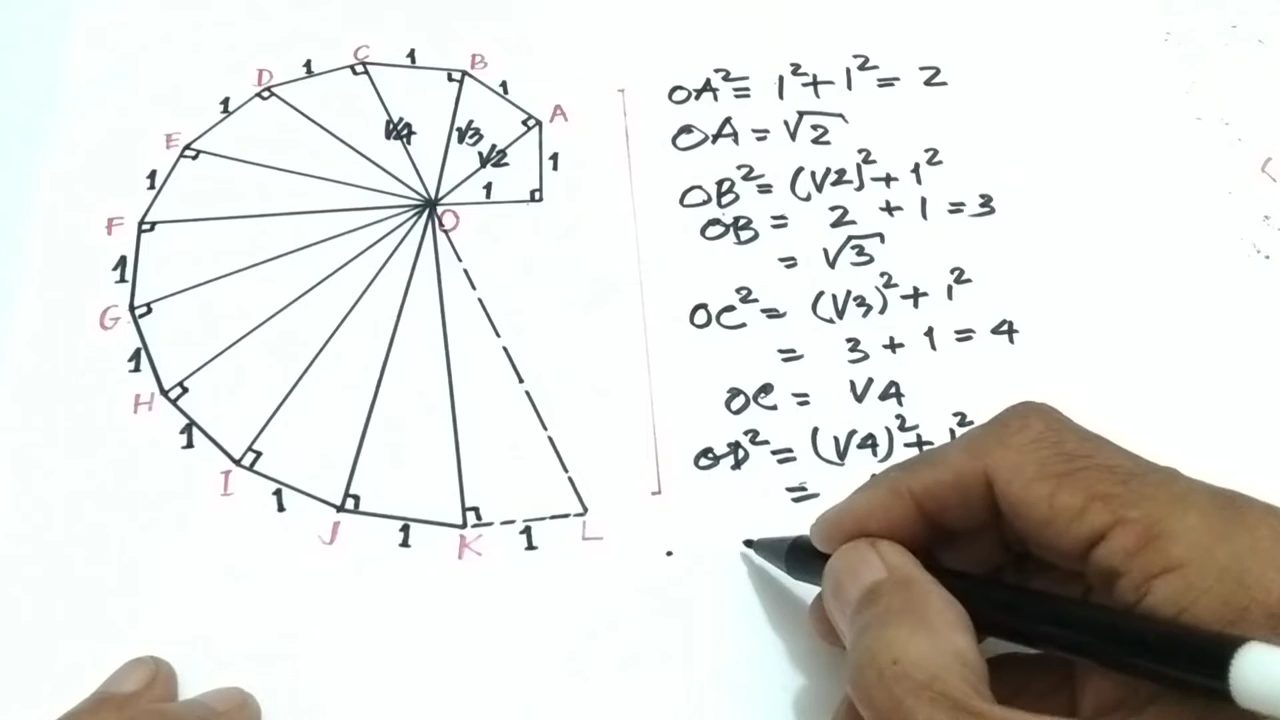 C
1
B
1
D
1
A
1
1
√4
√3
√2
E
1
1
O
F
1
G
1
H
1
I
1
J
1
K
1
L
OA² = 1² + 1² = 2
OA = √2
OB² = (√2)² + 1²
OB = 2 + 1 = 3
= √3
OC² = (√3)² + 1²
= 3 + 1 = 4
OC = √4
OD² = (√4)² + 1²
=